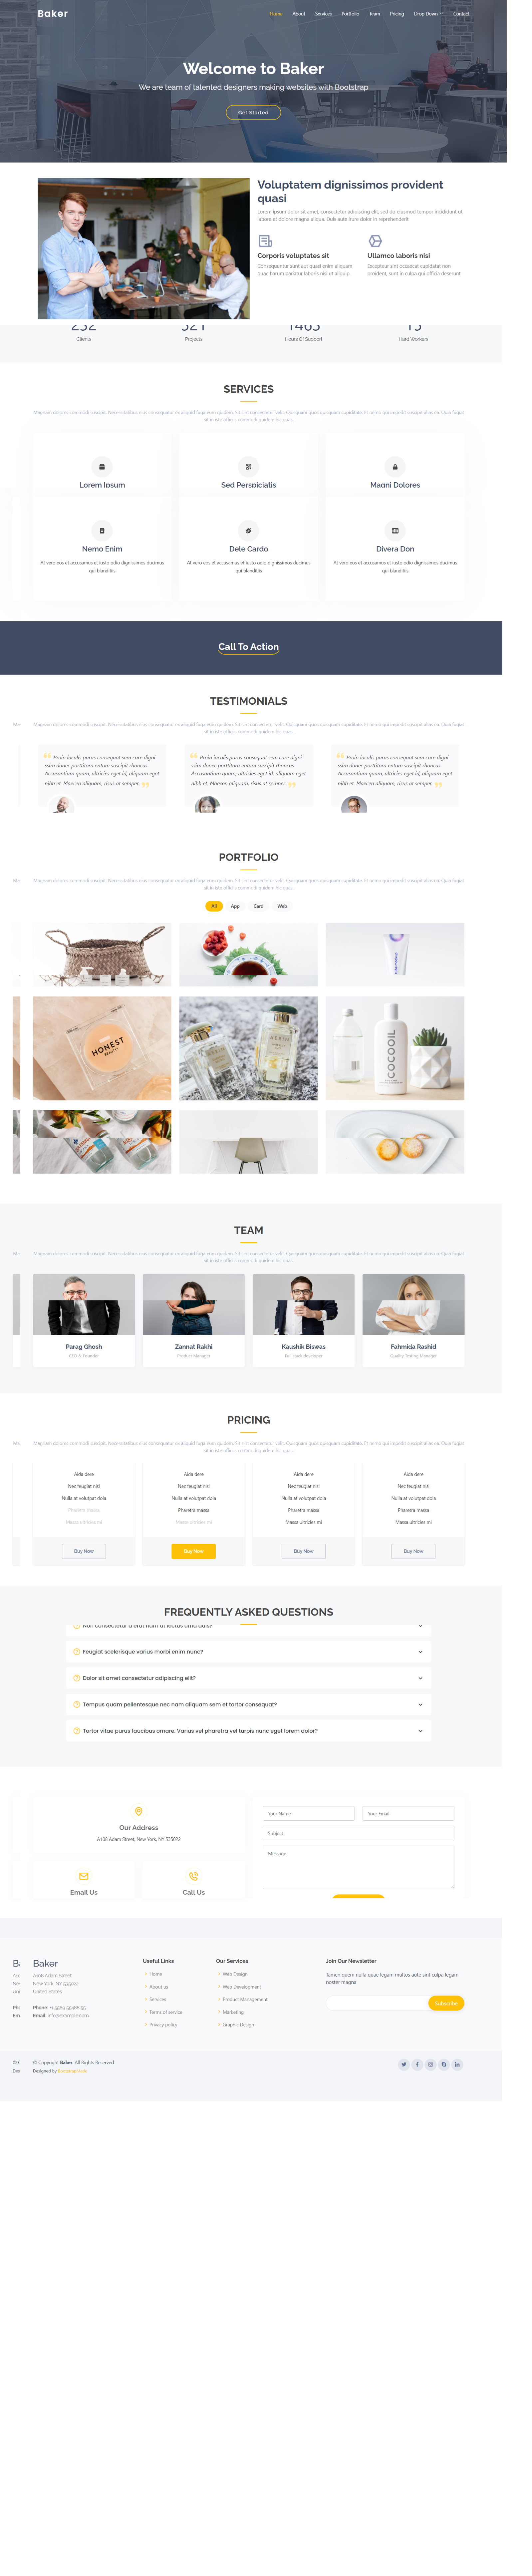 Baker
Home About Services Portfolio Team Pricing Drop Down Contact
Welcome to Baker
We are team of talented designers making websites with Bootstrap
Get Started
Voluptatem dignissimos provident
quasi
Lorem ipsum dolor sit amet, consectetur adipiscing elit, sed do eiusmod tempor incididunt ut
labore et dolore magna aliqua. Duis aute irure dolor in reprehenderit
Corporis voluptates sit
Consequuntur sunt aut quasi enim aliquam
quae harum pariatur laboris nisi ut aliquip
Ullamco laboris nisi
Excepteur sint occaecat cupidatat non
proident, sunt in culpa qui officia deserunt
232 521 1463 15
Clients Projects Hours Of Support Hard Workers
SERVICES
Magnam dolores commodi suscipit. Necessitatibus eius consequatur ex aliquid fuga eum quidem. Sit sint consectetur velit. Quisquam quos quisquam cupiditate. Et nemo qui impedit suscipit alias ea. Quia fugiat
sit in iste officiis commodi quidem hic quas.
Lorem Ipsum Sed Perspiciatis Magni Dolores
Nemo Enim
At vero eos et accusamus et iusto odio dignissimos ducimus
qui blanditiis
Dele Cardo
At vero eos et accusamus et iusto odio dignissimos ducimus
qui blanditiis
Divera Don
At vero eos et accusamus et iusto odio dignissimos ducimus
qui blanditiis
Call To Action
TESTIMONIALS
Magnam dolores commodi suscipit. Necessitatibus eius consequatur ex aliquid fuga eum quidem. Sit sint consectetur velit. Quisquam quos quisquam cupiditate. Et nemo qui impedit suscipit alias ea. Quia fugiat
sit in iste officiis commodi quidem hic quas.
Proin iaculis purus consequat sem cure digni
ssim donec porttitora entum suscipit rhoncus.
Accusantium quam, ultricies eget id, aliquam eget
nibh et. Maecen aliquam, risus at semper.
Proin iaculis purus consequat sem cure digni
ssim donec porttitora entum suscipit rhoncus.
Accusantium quam, ultricies eget id, aliquam eget
nibh et. Maecen aliquam, risus at semper.
Proin iaculis purus consequat sem cure digni
ssim donec porttitora entum suscipit rhoncus.
Accusantium quam, ultricies eget id, aliquam eget
nibh et. Maecen aliquam, risus at semper.
PORTFOLIO
Magnam dolores commodi suscipit. Necessitatibus eius consequatur ex aliquid fuga eum quidem. Sit sint consectetur velit. Quisquam quos quisquam cupiditate. Et nemo qui impedit suscipit alias ea. Quia fugiat
sit in iste officiis commodi quidem hic quas.
All App Card Web
HONEST
COCOOIL
TEAM
Magnam dolores commodi suscipit. Necessitatibus eius consequatur ex aliquid fuga eum quidem. Sit sint consectetur velit. Quisquam quos quisquam cupiditate. Et nemo qui impedit suscipit alias ea. Quia fugiat
sit in iste officiis commodi quidem hic quas.
Parag Ghosh Zannat Rakhi Kaushik Biswas Fahmida Rashid
CEO & Founder Product Manager Full stack developer Quality Testing Manager
PRICING
Magnam dolores commodi suscipit. Necessitatibus eius consequatur ex aliquid fuga eum quidem. Sit sint consectetur velit. Quisquam quos quisquam cupiditate. Et nemo qui impedit suscipit alias ea. Quia fugiat
sit in iste officiis commodi quidem hic quas.
Aida dere Aida dere Aida dere Aida dere
Nec feugiat nisl Nec feugiat nisl Nec feugiat nisl Nec feugiat nisl
Nulla at volutpat dola Nulla at volutpat dola Nulla at volutpat dola Nulla at volutpat dola
Pharetra massa Pharetra massa Pharetra massa Pharetra massa
Massa ultricies mi Massa ultricies mi Massa ultricies mi Massa ultricies mi
Buy Now Buy Now Buy Now Buy Now
FREQUENTLY ASKED QUESTIONS
Non consectetur a erat nam at lectus urna duis?
Feugiat scelerisque varius morbi enim nunc?
Dolor sit amet consectetur adipiscing elit?
Tempus quam pellentesque nec nam aliquam sem et tortor consequat?
Tortor vitae purus faucibus ornare. Varius vel pharetra vel turpis nunc eget lorem dolor?
Our Address
A108 Adam Street, New York, NY 535022
Email Us Call Us
Your Name Your Email
Subject
Message
Baker
A108 Adam Street
New York, NY 535022
United States
Phone: +1 5589 55488 55
Email: info@example.com
Useful Links
Home
About us
Services
Terms of service
Privacy policy
Our Services
Web Design
Web Development
Product Management
Marketing
Graphic Design
Join Our Newsletter
Tamen quem nulla quae legam multos aute sint culpa legam
noster magna
Subscribe
© Copyright Baker. All Rights Reserved
Designed by BootstrapMade